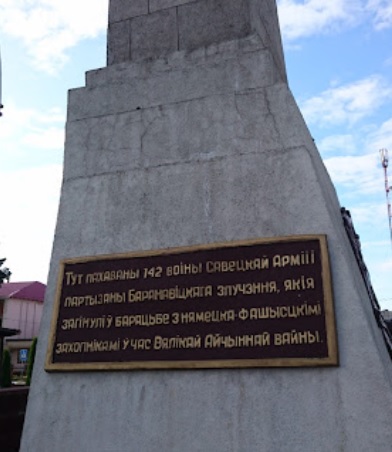 Тут пахаваны 142 воіны Савецкай Арміі і
партызаны Баранавіцкага злучэння, якія
загінулі ў барацьбе з нямецка-фашысцкімі
захопнікамі ў час Вялікай Айчыннай вайны.